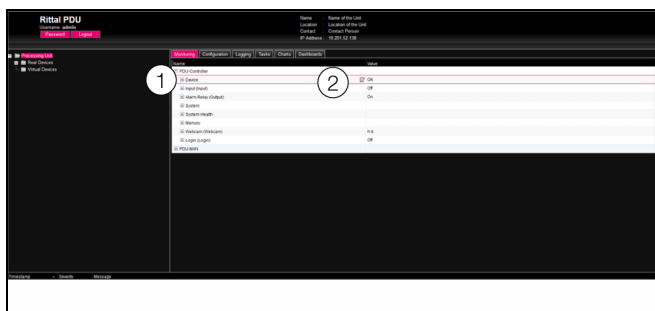 Rittal PDU
Username: admin
Password Logout
Name : Name of the Unit
Location : Location of the Unit
Contact : Contact Person
IP Address : 10.201.52.138
Processing Unit
Real Devices
Virtual Devices
Monitoring Configuration Logging Tasks Charts Dashboards
Name Value
PDU-Controller
1
2
Device OK
Input (Input) Off
Alarm Relay (Output) On
System
System Health
Memory
Webcam (Webcam) n.a.
Login (Login) Off
PDU-MAN
Timestamp Severity Message